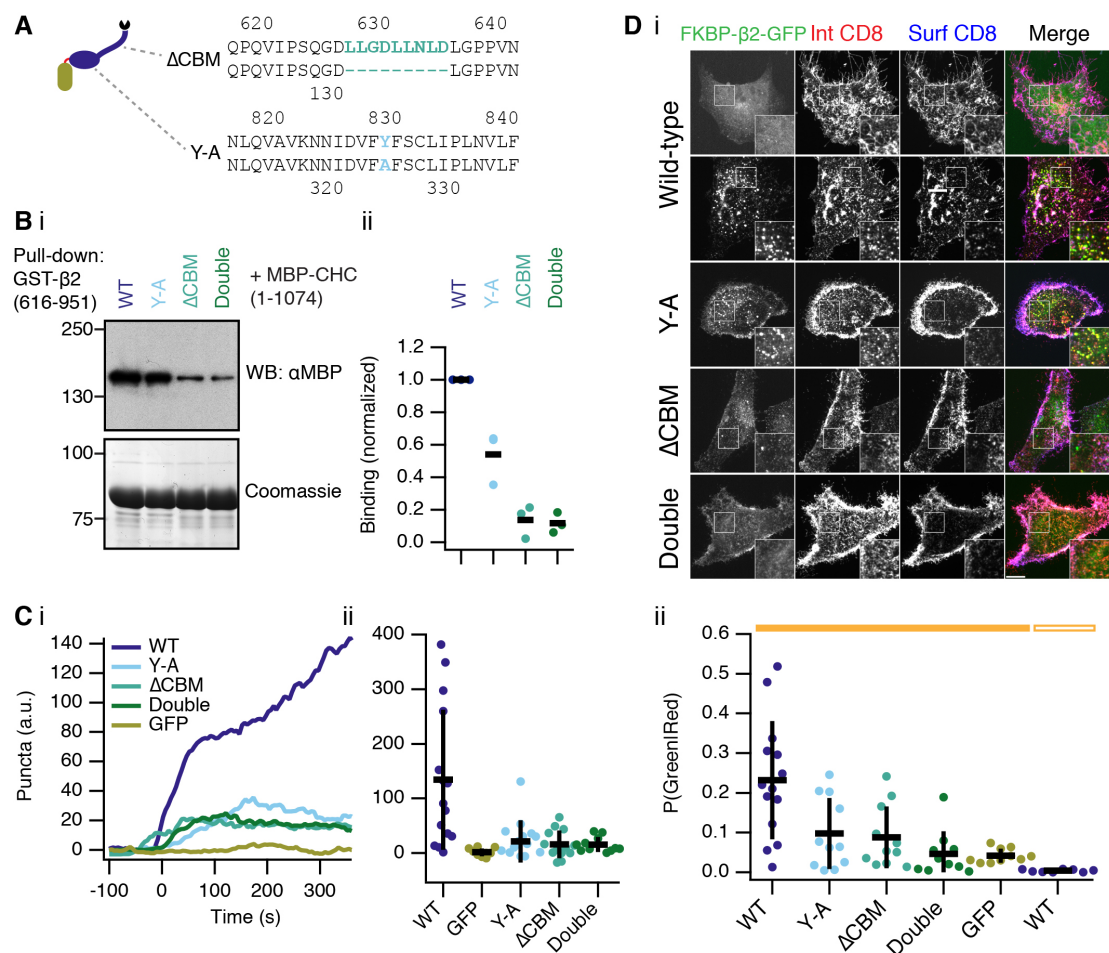 A
620 630 640
ΔCBM
QPQVIPSQGDLLGDLLNLDLGPPVN
QPQVIPSQGD---------LGPPVN
130
820 830 840
Y-A
NLQVAVKNNIDVFYFSCLIPLNVLF
NLQVAVKNNIDVFAFSCLIPLNVLF
320 330
B i
Pull-down:
GST-β2
(616-951)
WT
Y-A
ΔCBM
Double
+ MBP-CHC
(1-1074)
250
130
WB: αMBP
100
75
Coomassie
ii
WT
Y-A
ΔCBM
Double
Binding (normalized)
1.2
1.0
0.8
0.6
0.4
0.2
0.0
C i
Puncta (a.u.)
140
120
100
80
60
40
20
0
WT
Y-A
ΔCBM
Double
GFP
-100 0 100 200 300
Time (s)
ii
400
300
200
100
0
WT
GFP
Y-A
ΔCBM
Double
D i
FKBP-β2-GFP Int CD8 Surf CD8 Merge
Wild-type
Y-A
ΔCBM
Double
ii
P(Green|Red)
0.6
0.5
0.4
0.3
0.2
0.1
0.0
WT
Y-A
ΔCBM
Double
GFP
WT